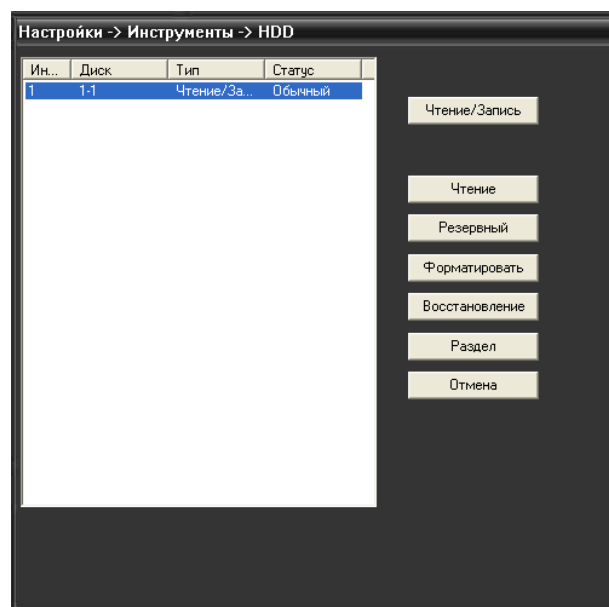 Настройки -> Инструменты -> HDD
Ин... Диск Тип Статус
1 1-1 Чтение/За... Обычный
Чтение/Запись
Чтение
Резервный
Форматировать
Восстановление
Раздел
Отмена